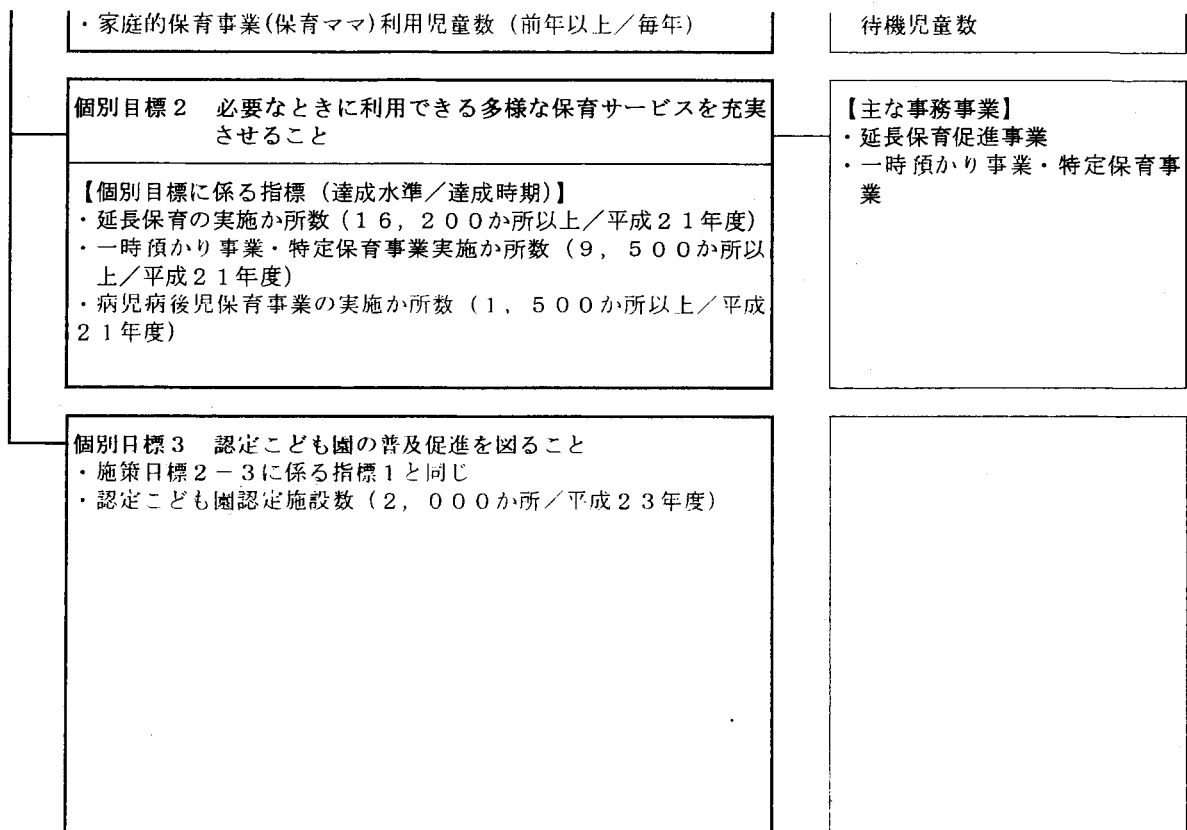 ・家庭的保育事業(保育ママ)利用児童数（前年以上／毎年）
待機児童数
個別目標２　必要なときに利用できる多様な保育サービスを充実
させること
【個別目標に係る指標（達成水準／達成時期）】
・延長保育の実施か所数（１６，２００か所以上／平成２１年度）
・一時預かり事業・特定保育事業実施か所数（９，５００か所以
上／平成２１年度）
・病児病後児保育事業の実施か所数（１，５００か所以上／平成
２１年度）
【主な事務事業】
・延長保育促進事業
・一時預かり事業・特定保育事
業
個別目標３　認定こども園の普及促進を図ること
・施策目標２－３に係る指標１と同じ
・認定こども園認定施設数（２，０００か所／平成２３年度）